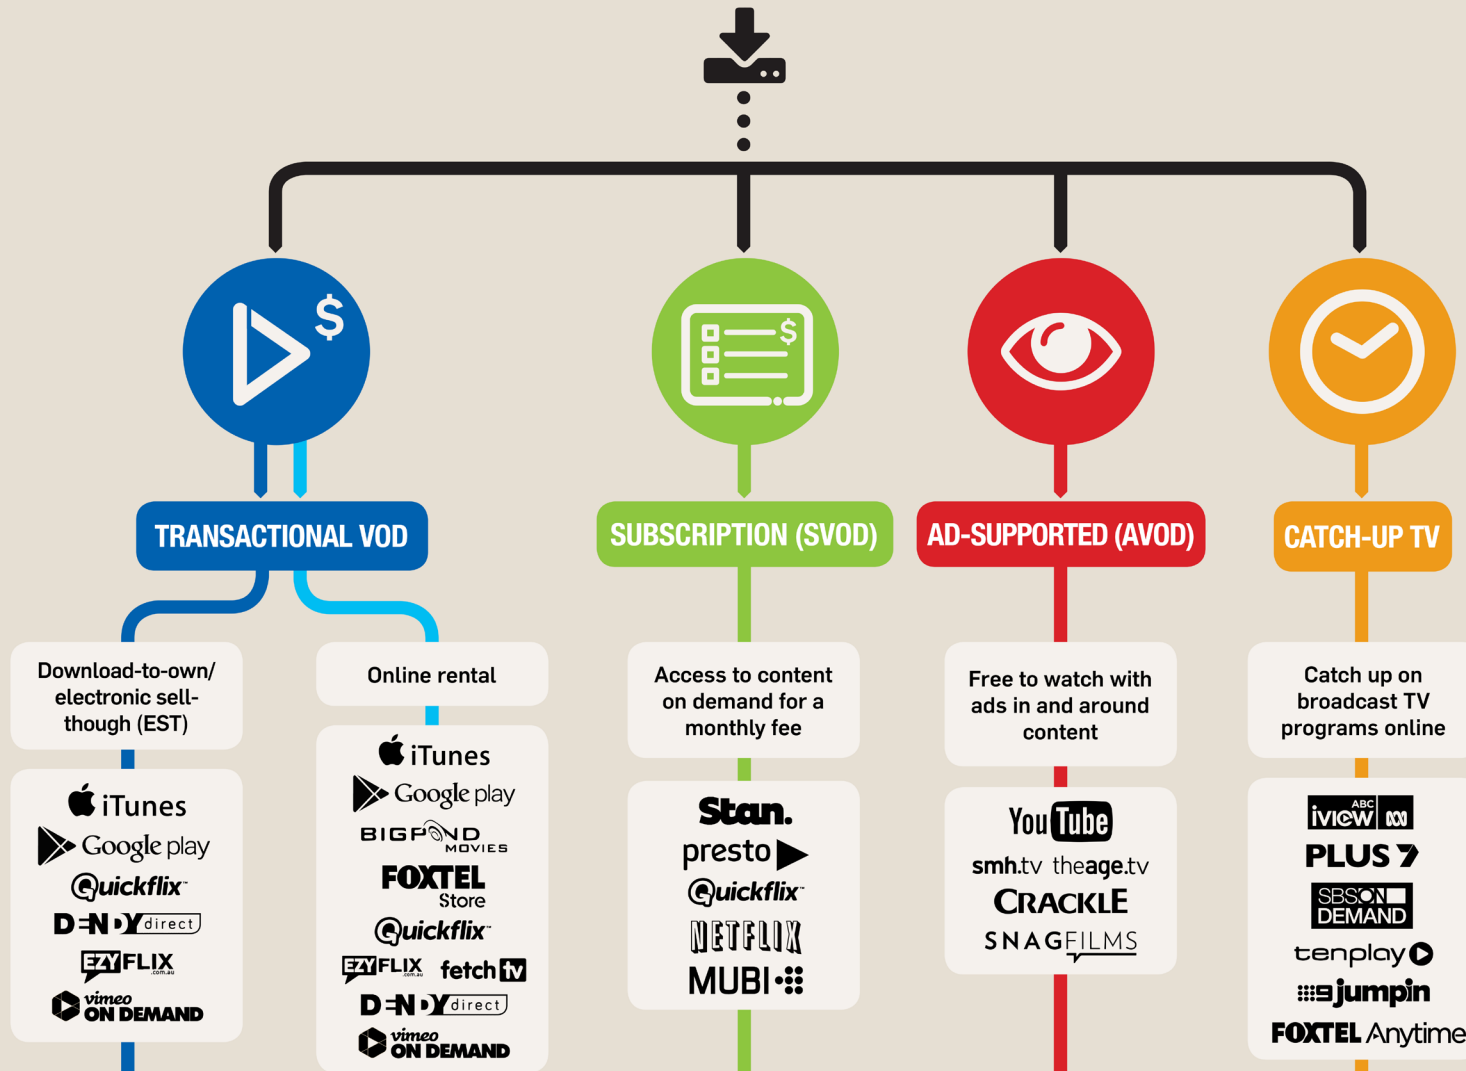 $
$
TRANSACTIONAL VOD
SUBSCRIPTION (SVOD)
AD-SUPPORTED (AVOD)
CATCH-UP TV
Download-to-own/
electronic sell-
though (EST)
iTunes
Google play
Quickflix™
DENDY direct
EZYFLIX
.com.au
vimeo
ON DEMAND
Online rental
iTunes
Google play
BIGPOND
MOVIES
FOXTEL
Store
Quickflix™
EZYFLIX
.com.au
fetch tv
DENDY direct
vimeo
ON DEMAND
Access to content
on demand for a
monthly fee
Stan.
presto
Quickflix™
NETFLIX
MUBI
Free to watch with
ads in and around
content
YouTube
smh.tv theage.tv
CRACKLE
SNAGFILMS
Catch up on
broadcast TV
programs online
ABC
iview
PLUS 7
SBS ON
DEMAND
tenplay
9jumpin
FOXTEL Anytime